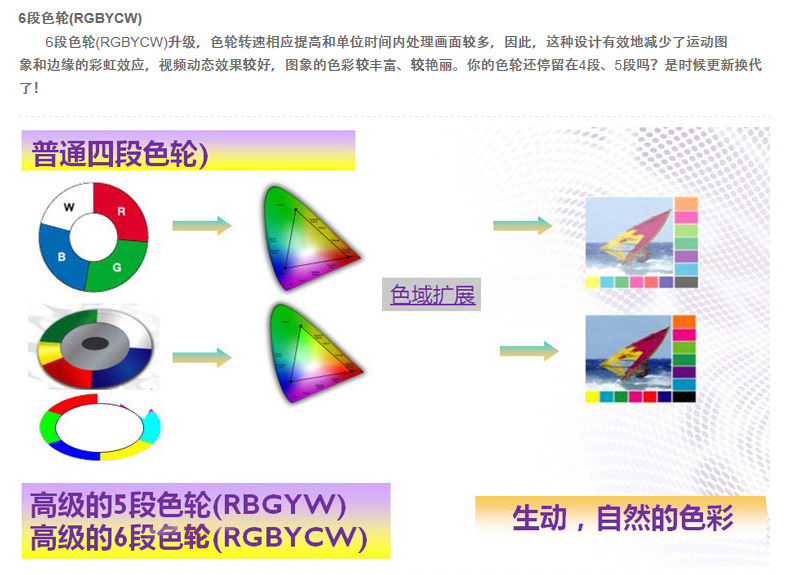 6段色轮(RGBYCW)
6段色轮(RGBYCW)升级，色轮转速相应提高和单位时间内处理画面较多，因此，这种设计有效地减少了运动图
象和边缘的彩虹效应，视频动态效果较好，图象的色彩较丰富、较艳丽。你的色轮还停留在4段、5段吗？是时候更新换代
了！
普通四段色轮)
W
R
B
G
色域扩展
高级的5段色轮(RBGYW)
高级的6段色轮(RGBYCW)
生动，自然的色彩